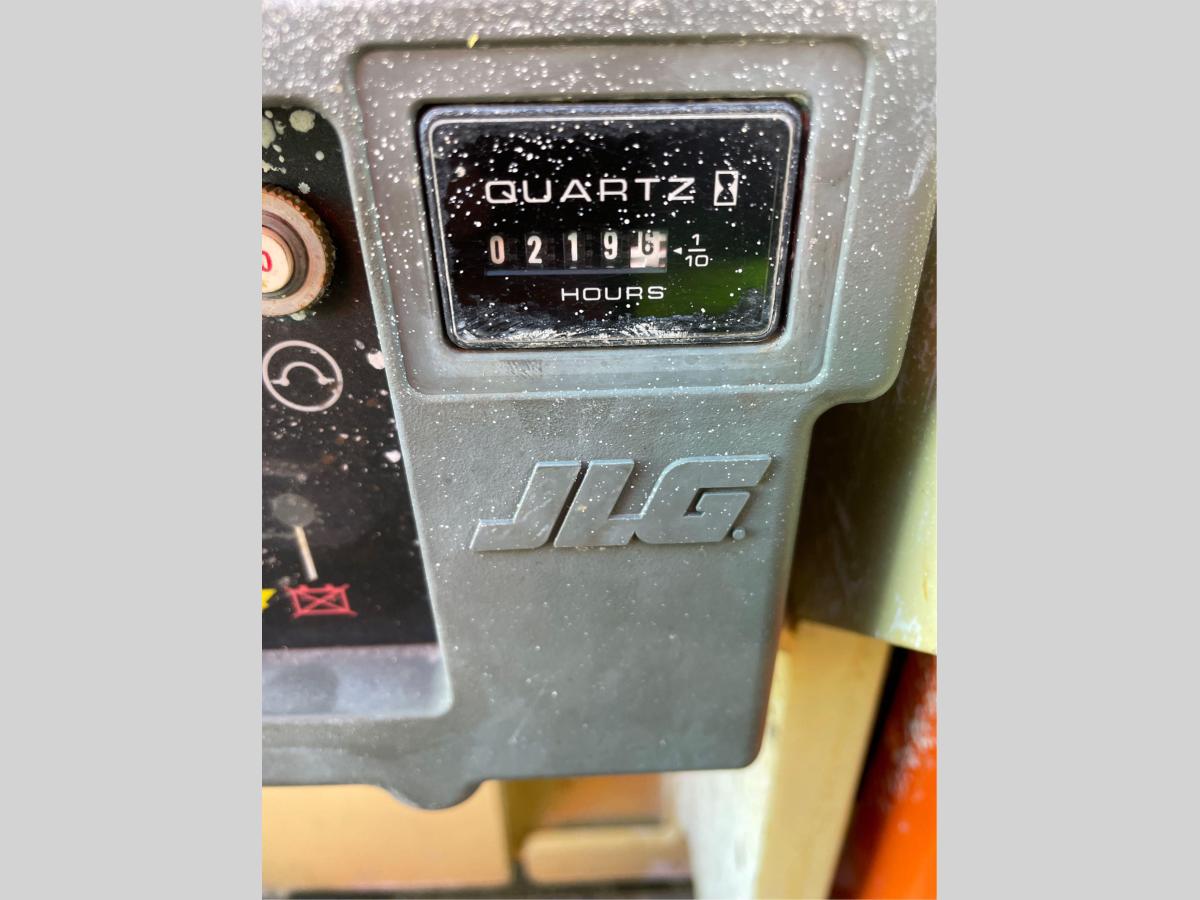 QUARTZ
0219 1/10
HOURS
JLG.